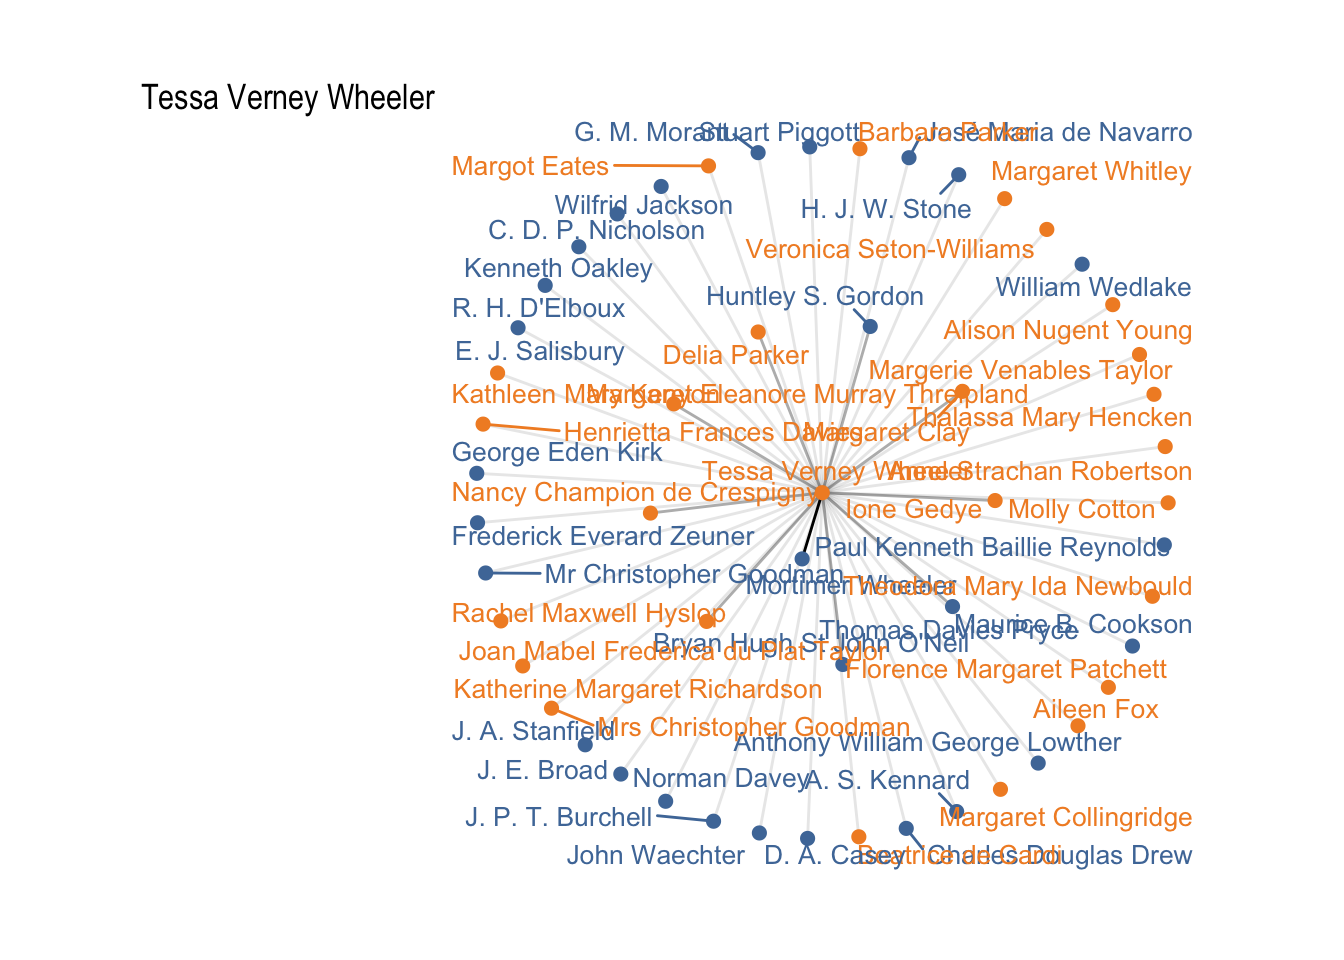 Tessa Verney Wheeler
G. M. Morant
Stuart Piggott
Barbara Parker
José Maria de Navarro
Margot Eates
Margaret Whitley
Wilfrid Jackson
H. J. W. Stone
C. D. P. Nicholson
Veronica Seton-Williams
Kenneth Oakley
William Wedlake
Huntley S. Gordon
R. H. D'Elboux
Alison Nugent Young
E. J. Salisbury
Delia Parker
Margerie Venables Taylor
Kathleen Mary Kenyon
Margaret Eleanore Murray Threipland
Thalassa Mary Hencken
Henrietta Frances Davies
Margaret Clay
George Eden Kirk
Tessa Verney Wheeler
Anne Strachan Robertson
Nancy Champion de Crespigny
Ione Gedye
Molly Cotton
Frederick Everard Zeuner
Paul Kenneth Baillie Reynolds
Mr Christopher Goodman
Mortimer Wheeler
Theodora Mary Ida Newbould
Rachel Maxwell Hyslop
Maurice B. Cookson
Thomas Davies Pryce
Bryan Hugh St John O'Neil
Joan Mabel Frederica du Plat Taylor
Florence Margaret Patchett
Katherine Margaret Richardson
Aileen Fox
Mrs Christopher Goodman
J. A. Stanfield
Anthony William George Lowther
J. E. Broad
Norman Davey
A. S. Kennard
J. P. T. Burchell
Margaret Collingridge
John Waechter
D. A. Casey
Beatrice de Cardi
Charles Douglas Drew